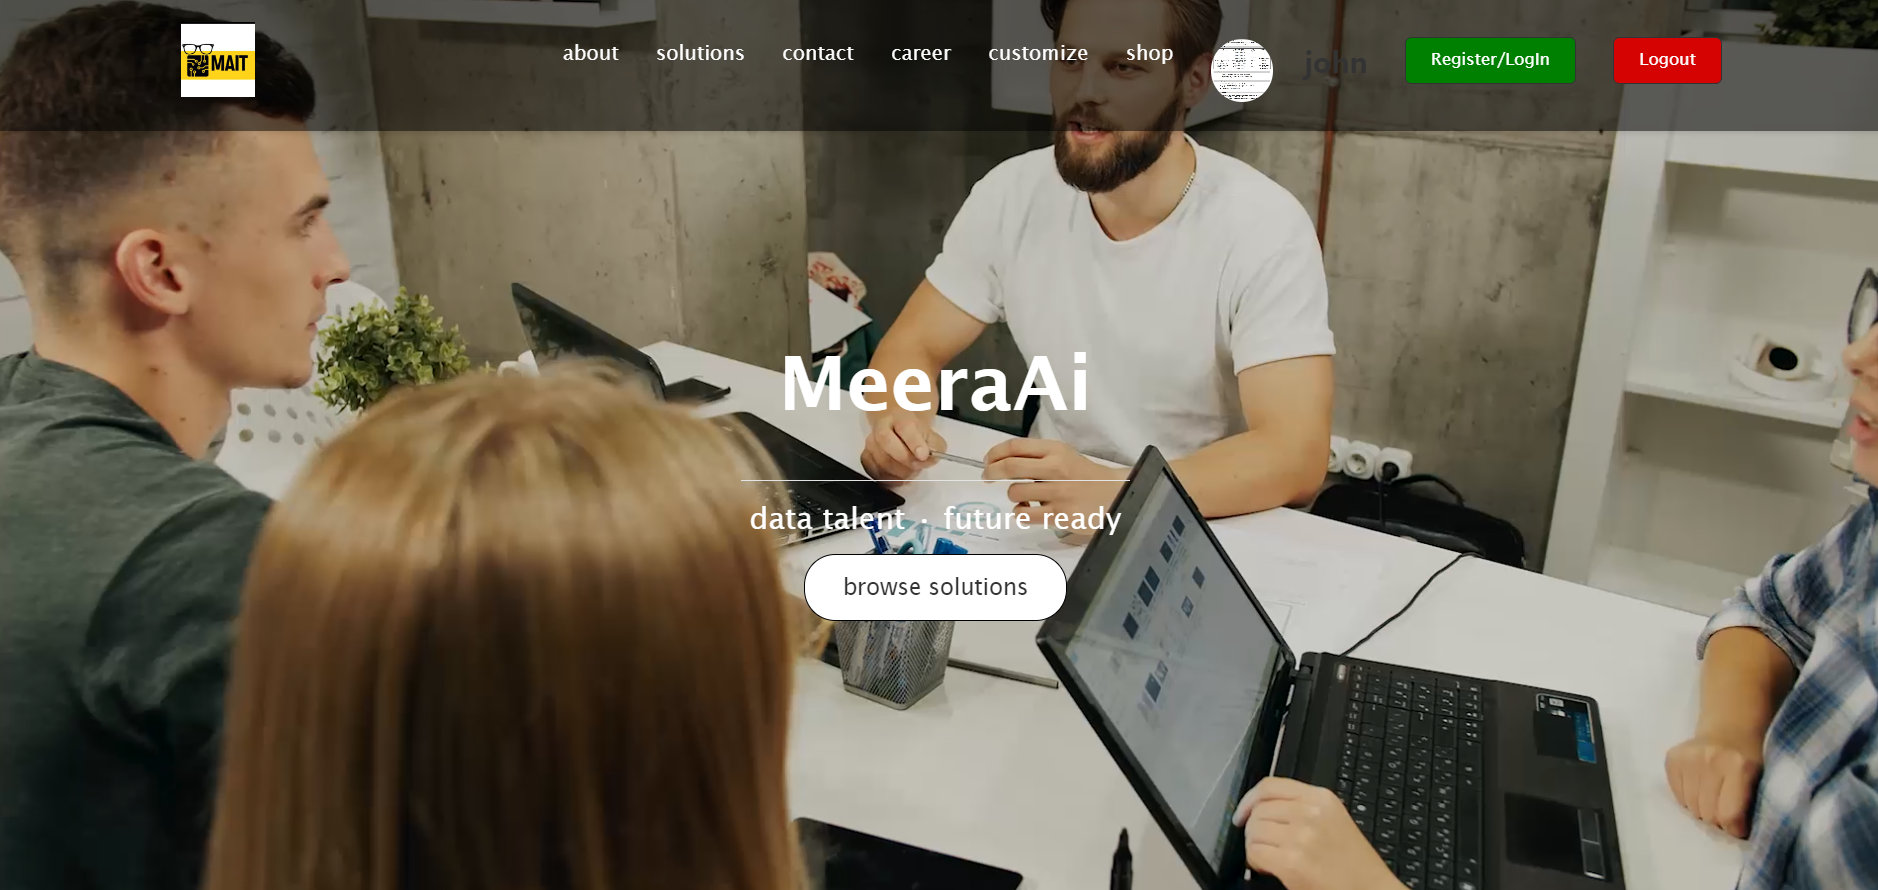 MAIT
about solutions contact career customize shop john Register/LogIn Logout
MeeraAi
data talent . future ready
browse solutions